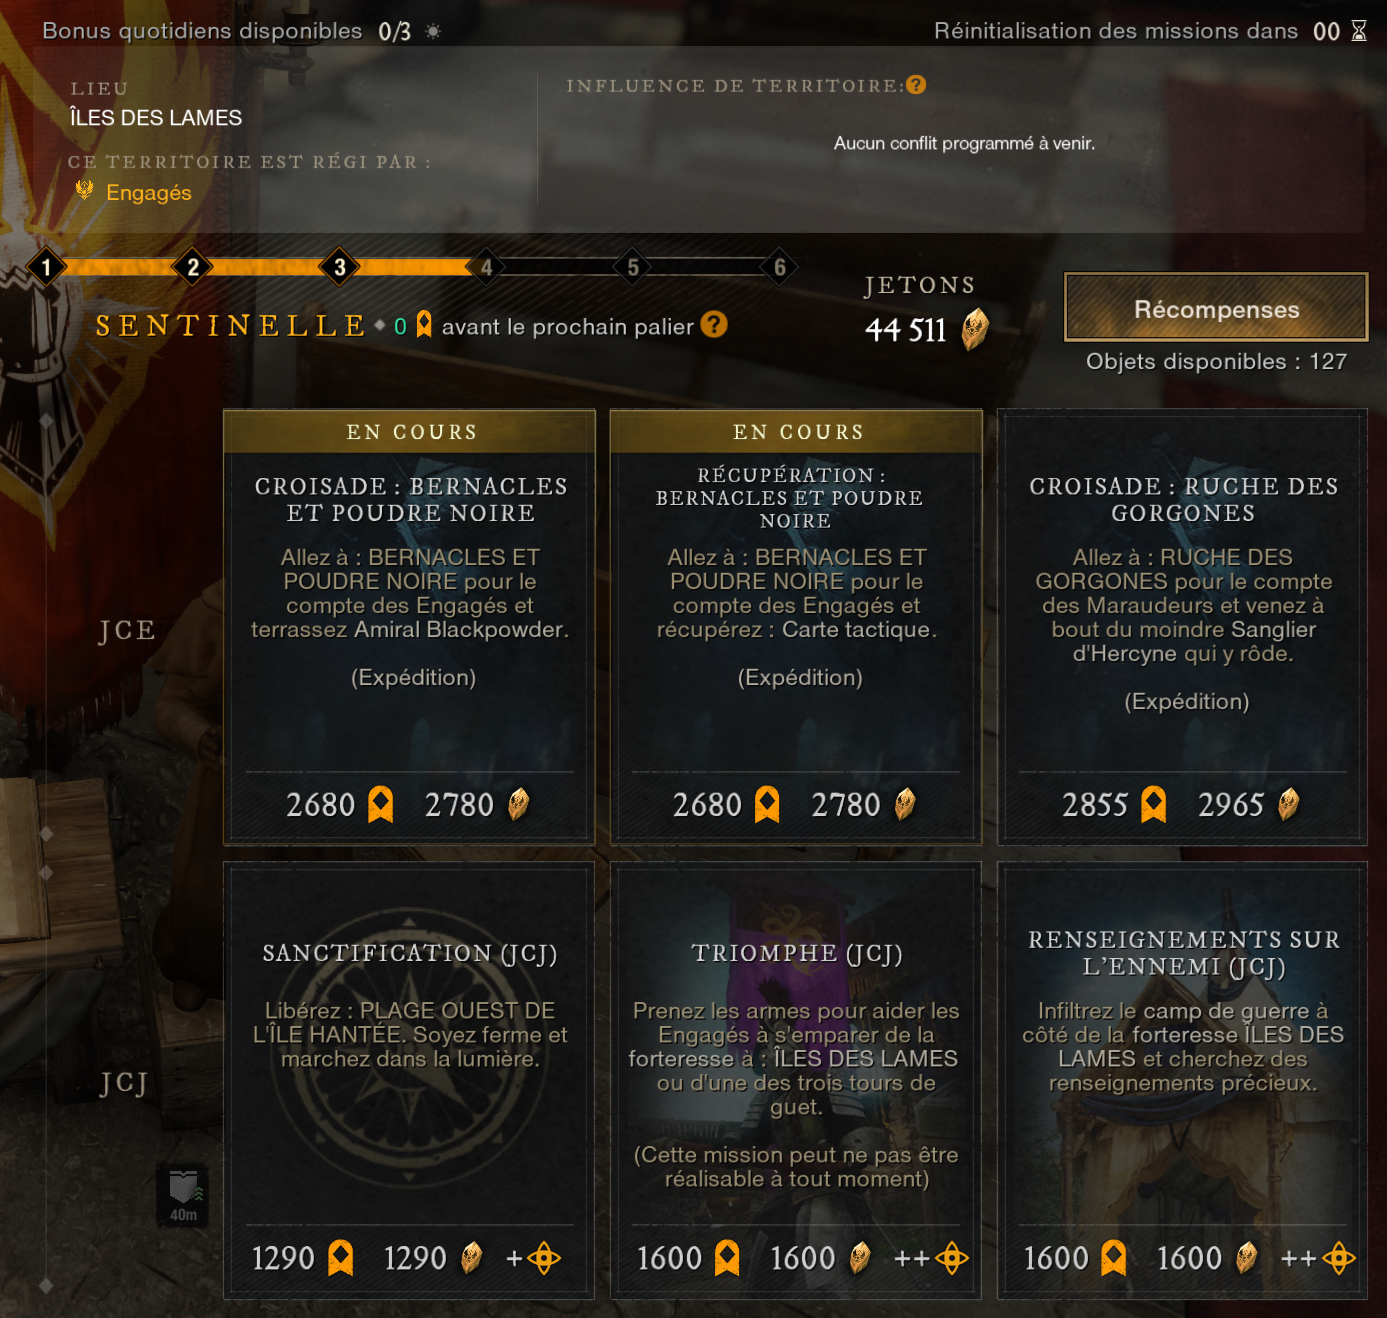 Bonus quotidiens disponibles 0/3
Réinitialisation des missions dans 00
LIEU
ÎLES DES LAMES
CE TERRITOIRE EST RÉGI PAR :
Engagés
INFLUENCE DE TERRITOIRE: ?
Aucun conflit programmé à venir.
1 2 3 4 5 6
SENTINELLE 0 avant le prochain palier ?
JETONS
44 511
Récompenses
Objets disponibles : 127
JCE
EN COURS
CROISADE : BERNACLES
ET POUDRE NOIRE
Allez à : BERNACLES ET
POUDRE NOIRE pour le
compte des Engagés et
terrassez Amiral Blackpowder.
(Expédition)
2680 2780
EN COURS
RÉCUPÉRATION :
BERNACLES ET POUDRE
NOIRE
Allez à : BERNACLES ET
POUDRE NOIRE pour le
compte des Engagés et
récupérez : Carte tactique.
(Expédition)
2680 2780
CROISADE : RUCHE DES
GORGONES
Allez à : RUCHE DES
GORGONES pour le compte
des Maraudeurs et venez à
bout du moindre Sanglier
d'Hercyne qui y rôde.
(Expédition)
2855 2965
JCJ
40m
SANCTIFICATION (JCJ)
Libérez : PLAGE OUEST DE
L'ÎLE HANTÉE. Soyez ferme et
marchez dans la lumière.
1290 1290 +
TRIOMPHE (JCJ)
Prenez les armes pour aider les
Engagés à s'emparer de la
forteresse à : ÎLES DES LAMES
ou d'une des trois tours de
guet.
(Cette mission peut ne pas être
réalisable à tout moment)
1600 1600 ++
RENSEIGNEMENTS SUR
L'ENNEMI (JCJ)
Infiltrez le camp de guerre à
côté de la forteresse ÎLES DES
LAMES et cherchez des
renseignements précieux.
1600 1600 ++